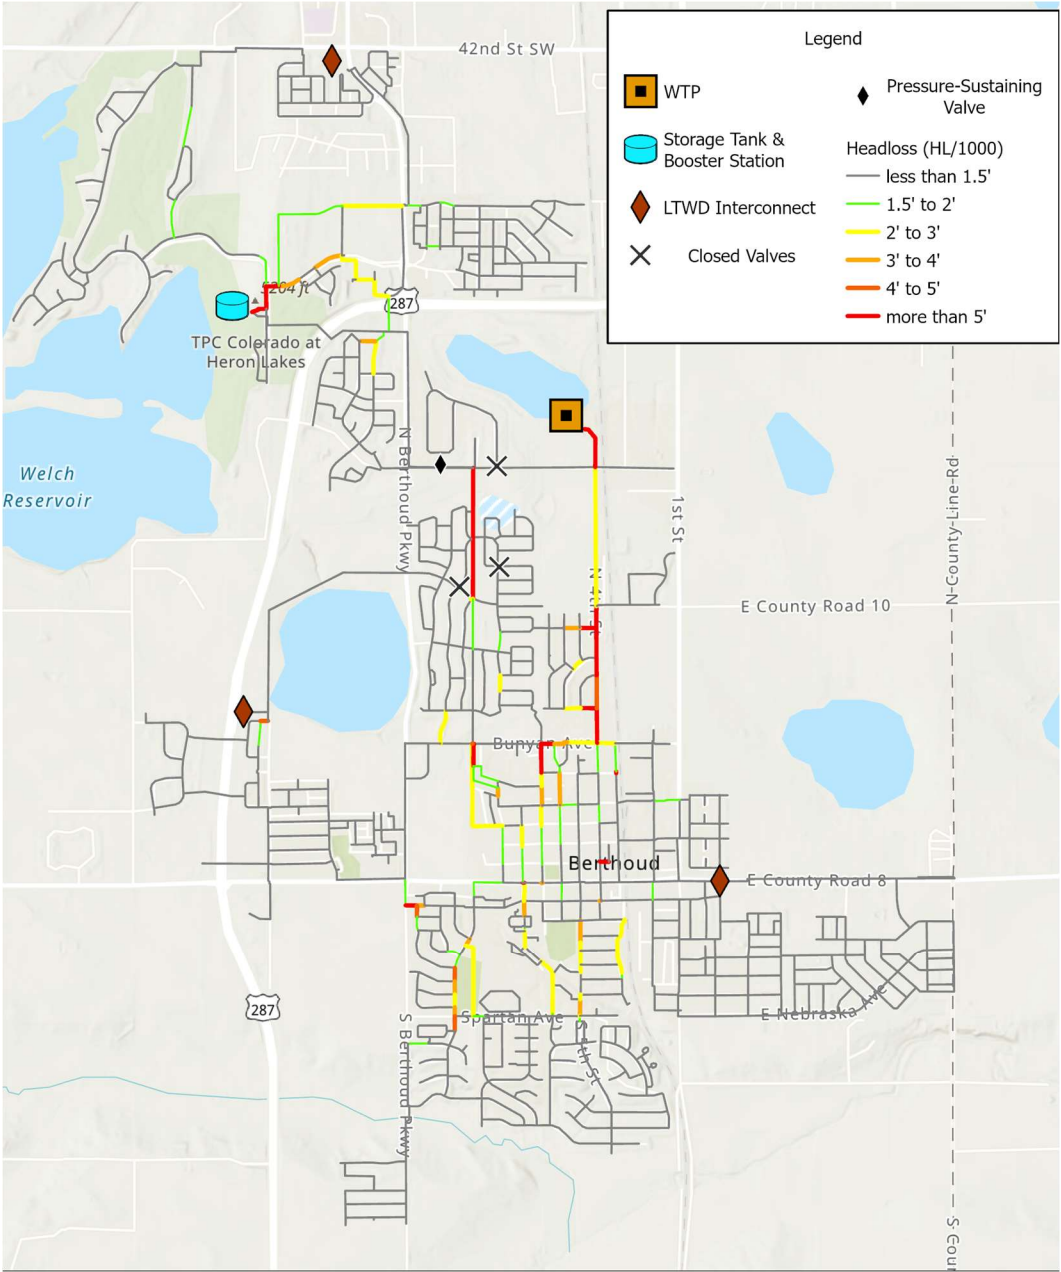 42nd St SW
Legend
WTP
Pressure-Sustaining
Valve
Storage Tank &
Booster Station
Headloss (HL/1000)
less than 1.5'
LTWD Interconnect
1.5' to 2'
2' to 3'
Closed Valves
3' to 4'
4' to 5'
more than 5'
5204 ft
287
TPC Colorado at
Heron Lakes
Welch
Reservoir
N Berthoud Pkwy
1st St
N County Line Rd
N 4th St
E County Road 10
Bunyan Ave
Berthoud
E County Road 8
287
Spartan Ave
E Nebraska Ave
S Berthoud Pkwy
S 5th St
S Coun